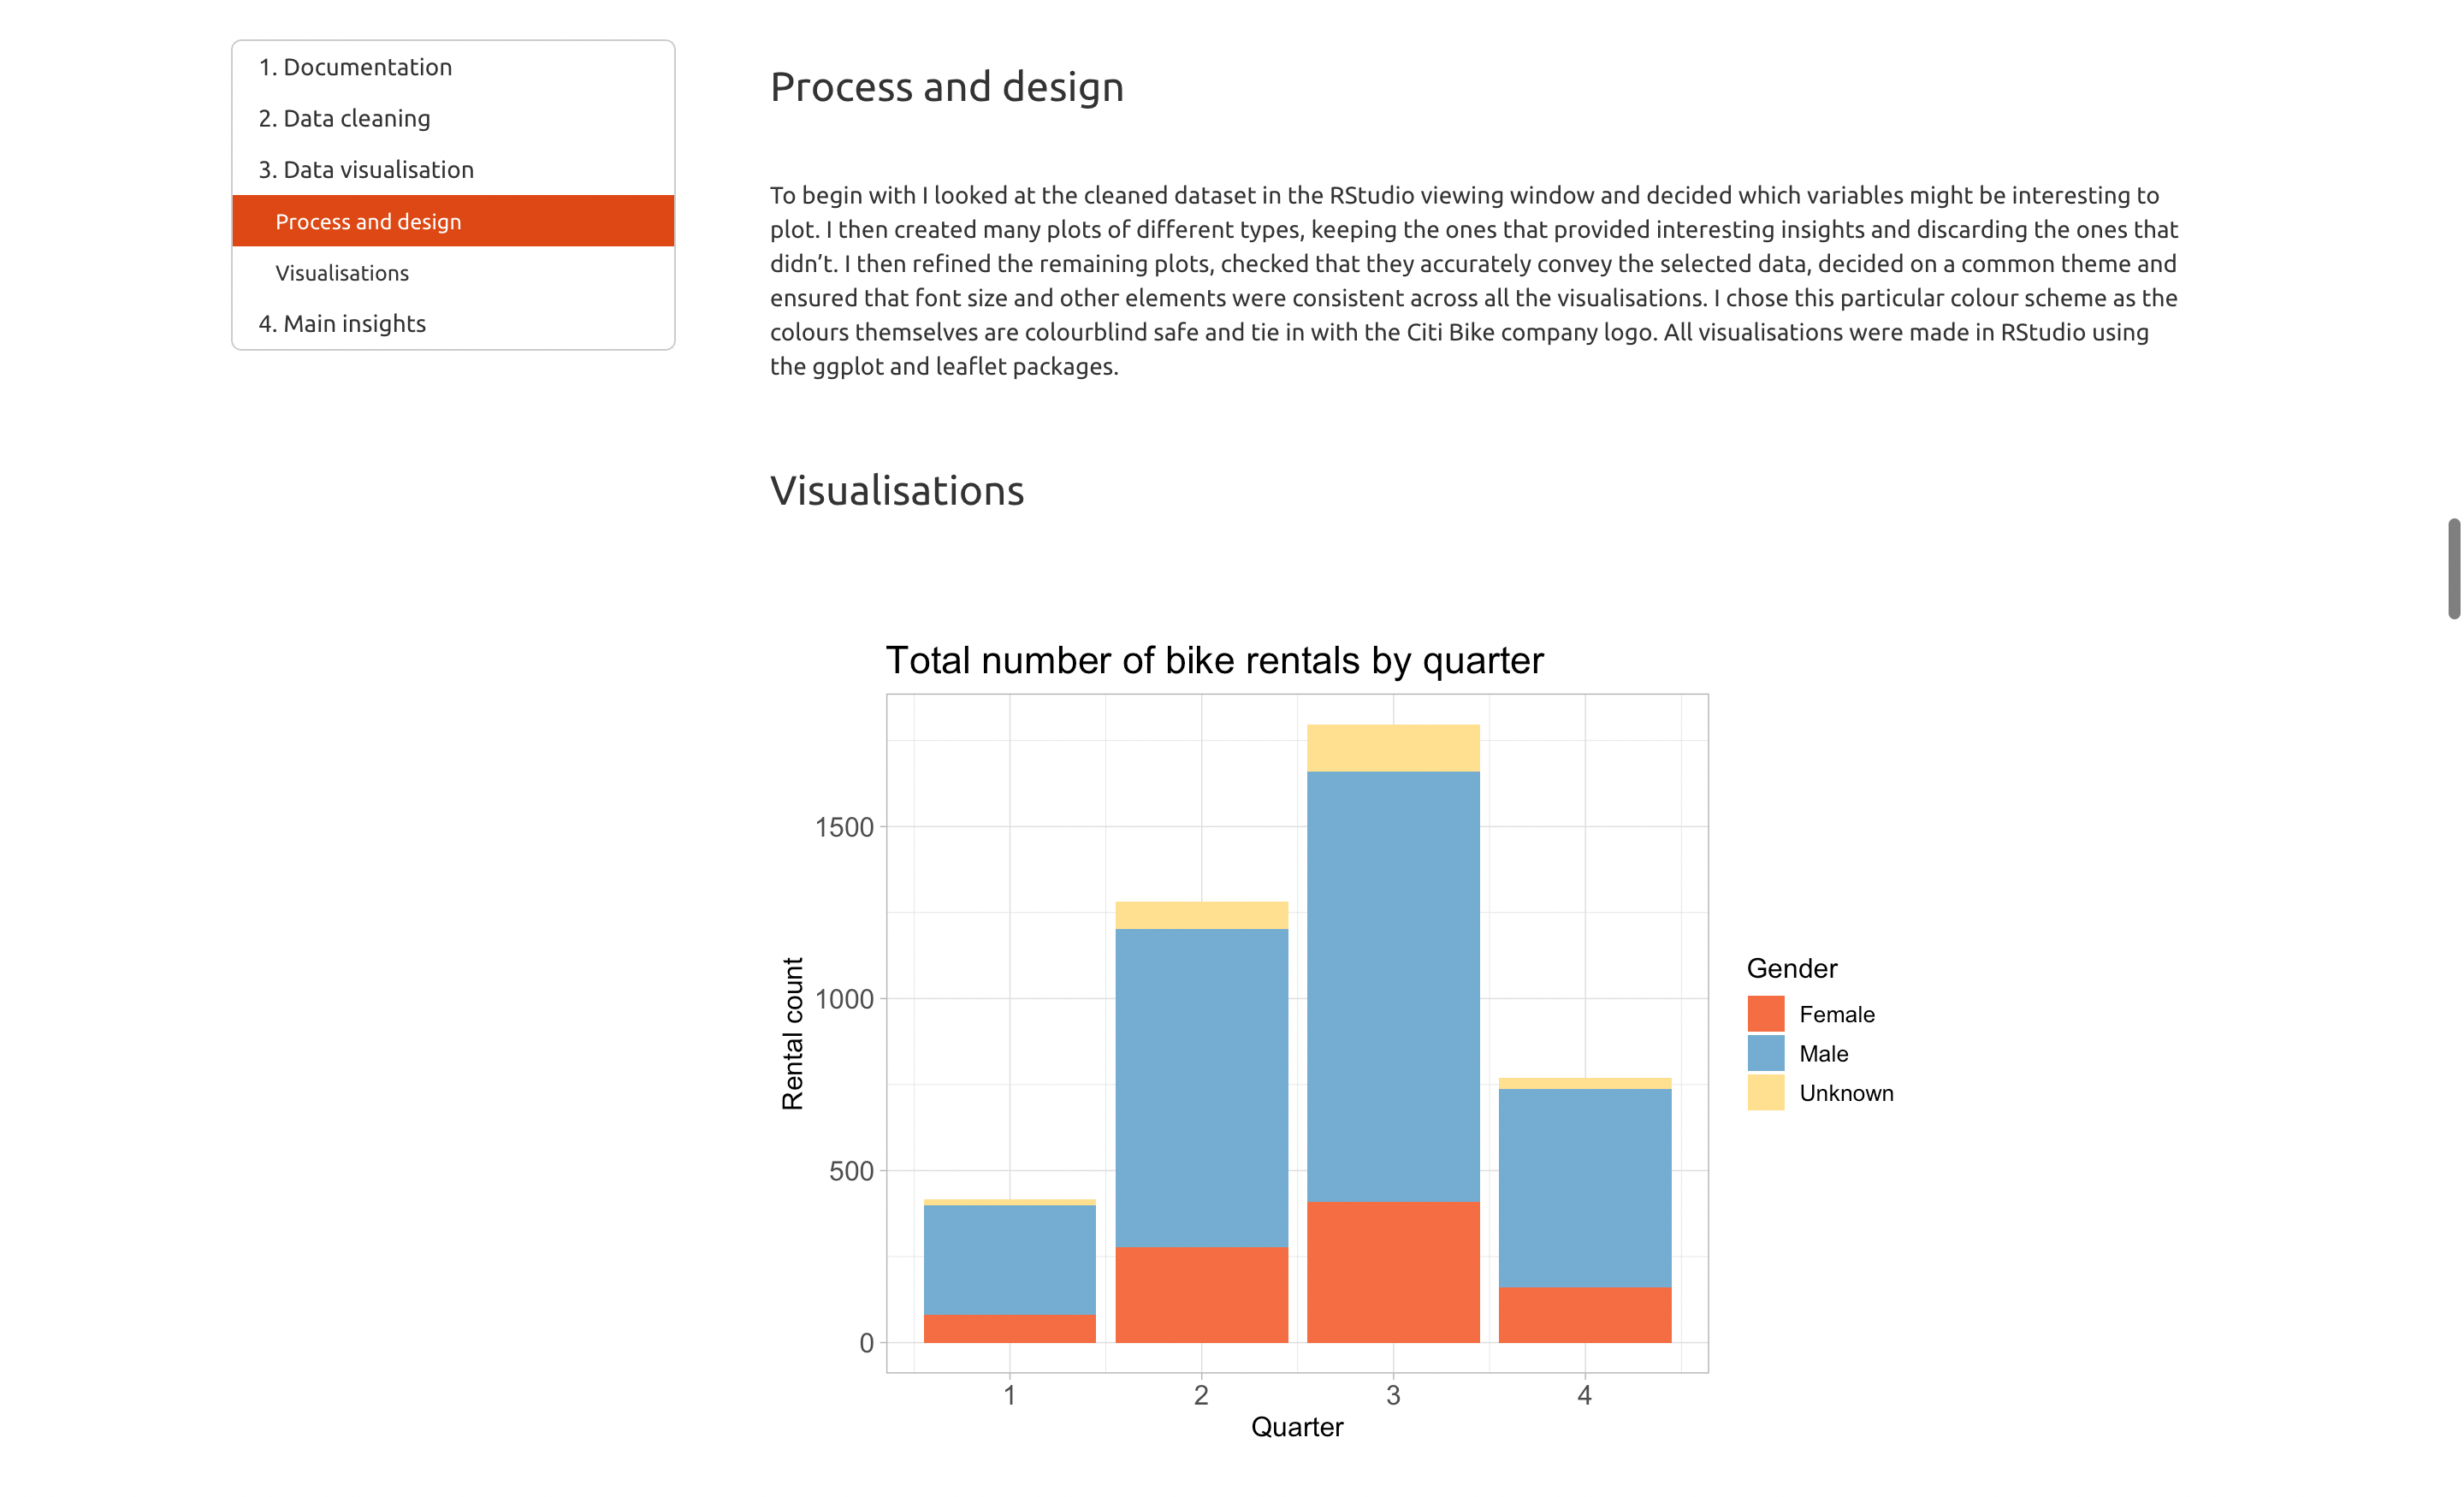 1. Documentation
2. Data cleaning
3. Data visualisation
Process and design
Visualisations
4. Main insights
Process and design
To begin with I looked at the cleaned dataset in the RStudio viewing window and decided which variables might be interesting to
plot. I then created many plots of different types, keeping the ones that provided interesting insights and discarding the ones that
didn’t. I then refined the remaining plots, checked that they accurately convey the selected data, decided on a common theme and
ensured that font size and other elements were consistent across all the visualisations. I chose this particular colour scheme as the
colours themselves are colourblind safe and tie in with the Citi Bike company logo. All visualisations were made in RStudio using
the ggplot and leaflet packages.
Visualisations
Total number of bike rentals by quarter
Rental count
1500
1000
500
0
1 2 3 4
Quarter
Gender
Female
Male
Unknown